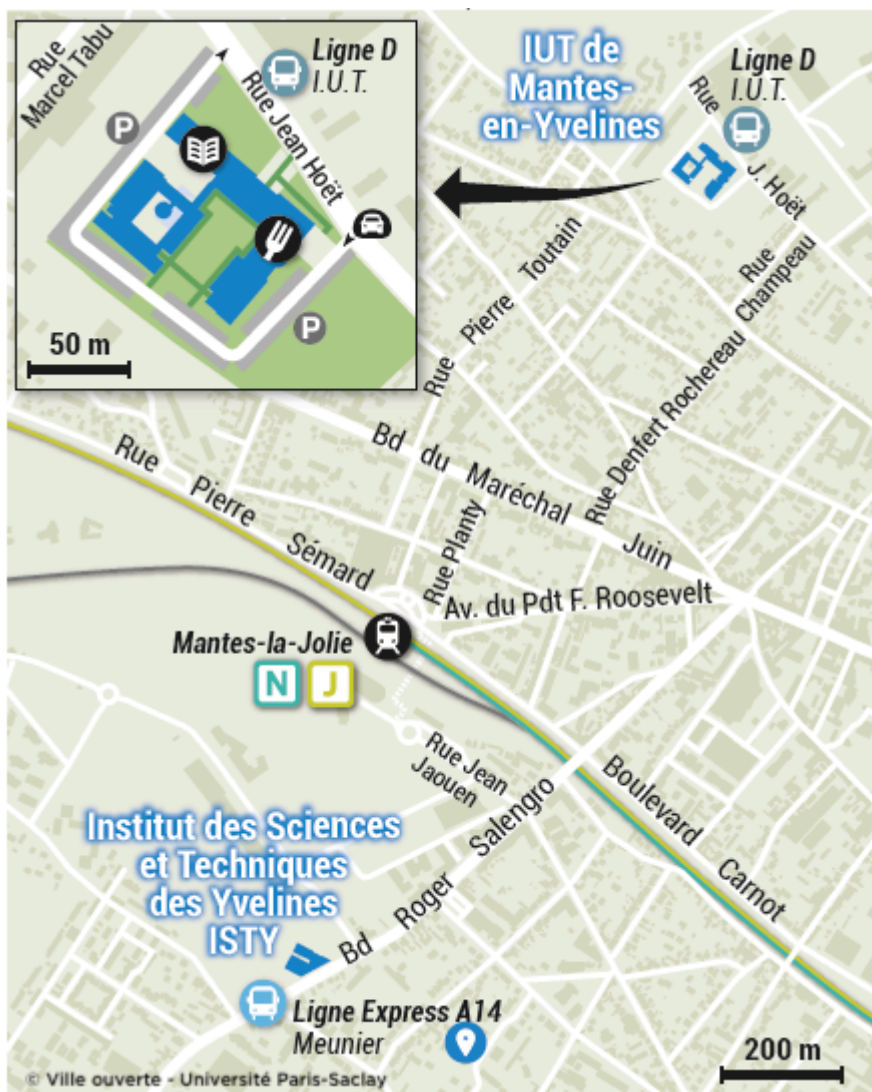 Rue
Marcel Tabu
Ligne D
I.U.T.
Rue Jean Hoët
P
P
50 m
IUT de
Mantes-
en-Yvelines
Ligne D
I.U.T.
Rue
J. Hoët
Rue Pierre Toutain
Rue
Champeau
Rue Denfert Rochereau
Bd du Maréchal Juin
Rue Pierre Sémard
Rue Planty
Av. du Pdt F. Roosevelt
Mantes-la-Jolie
N J
Rue Jean
Jaouen
Boulevard Carnot
Bd Roger Salengro
Institut des Sciences
et Techniques
des Yvelines
ISTY
Ligne Express A14
Meunier
200 m
© Ville ouverte - Université Paris-Saclay